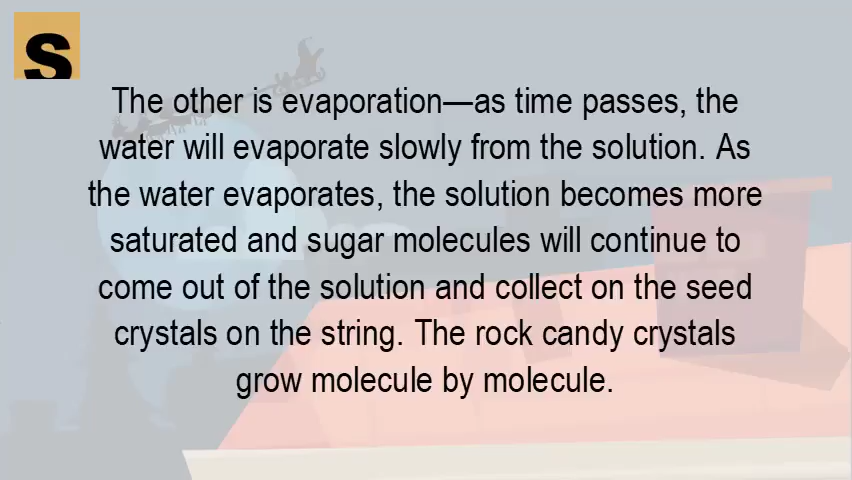 S
The other is evaporation—as time passes, the
water will evaporate slowly from the solution. As
the water evaporates, the solution becomes more
saturated and sugar molecules will continue to
come out of the solution and collect on the seed
crystals on the string. The rock candy crystals
grow molecule by molecule.